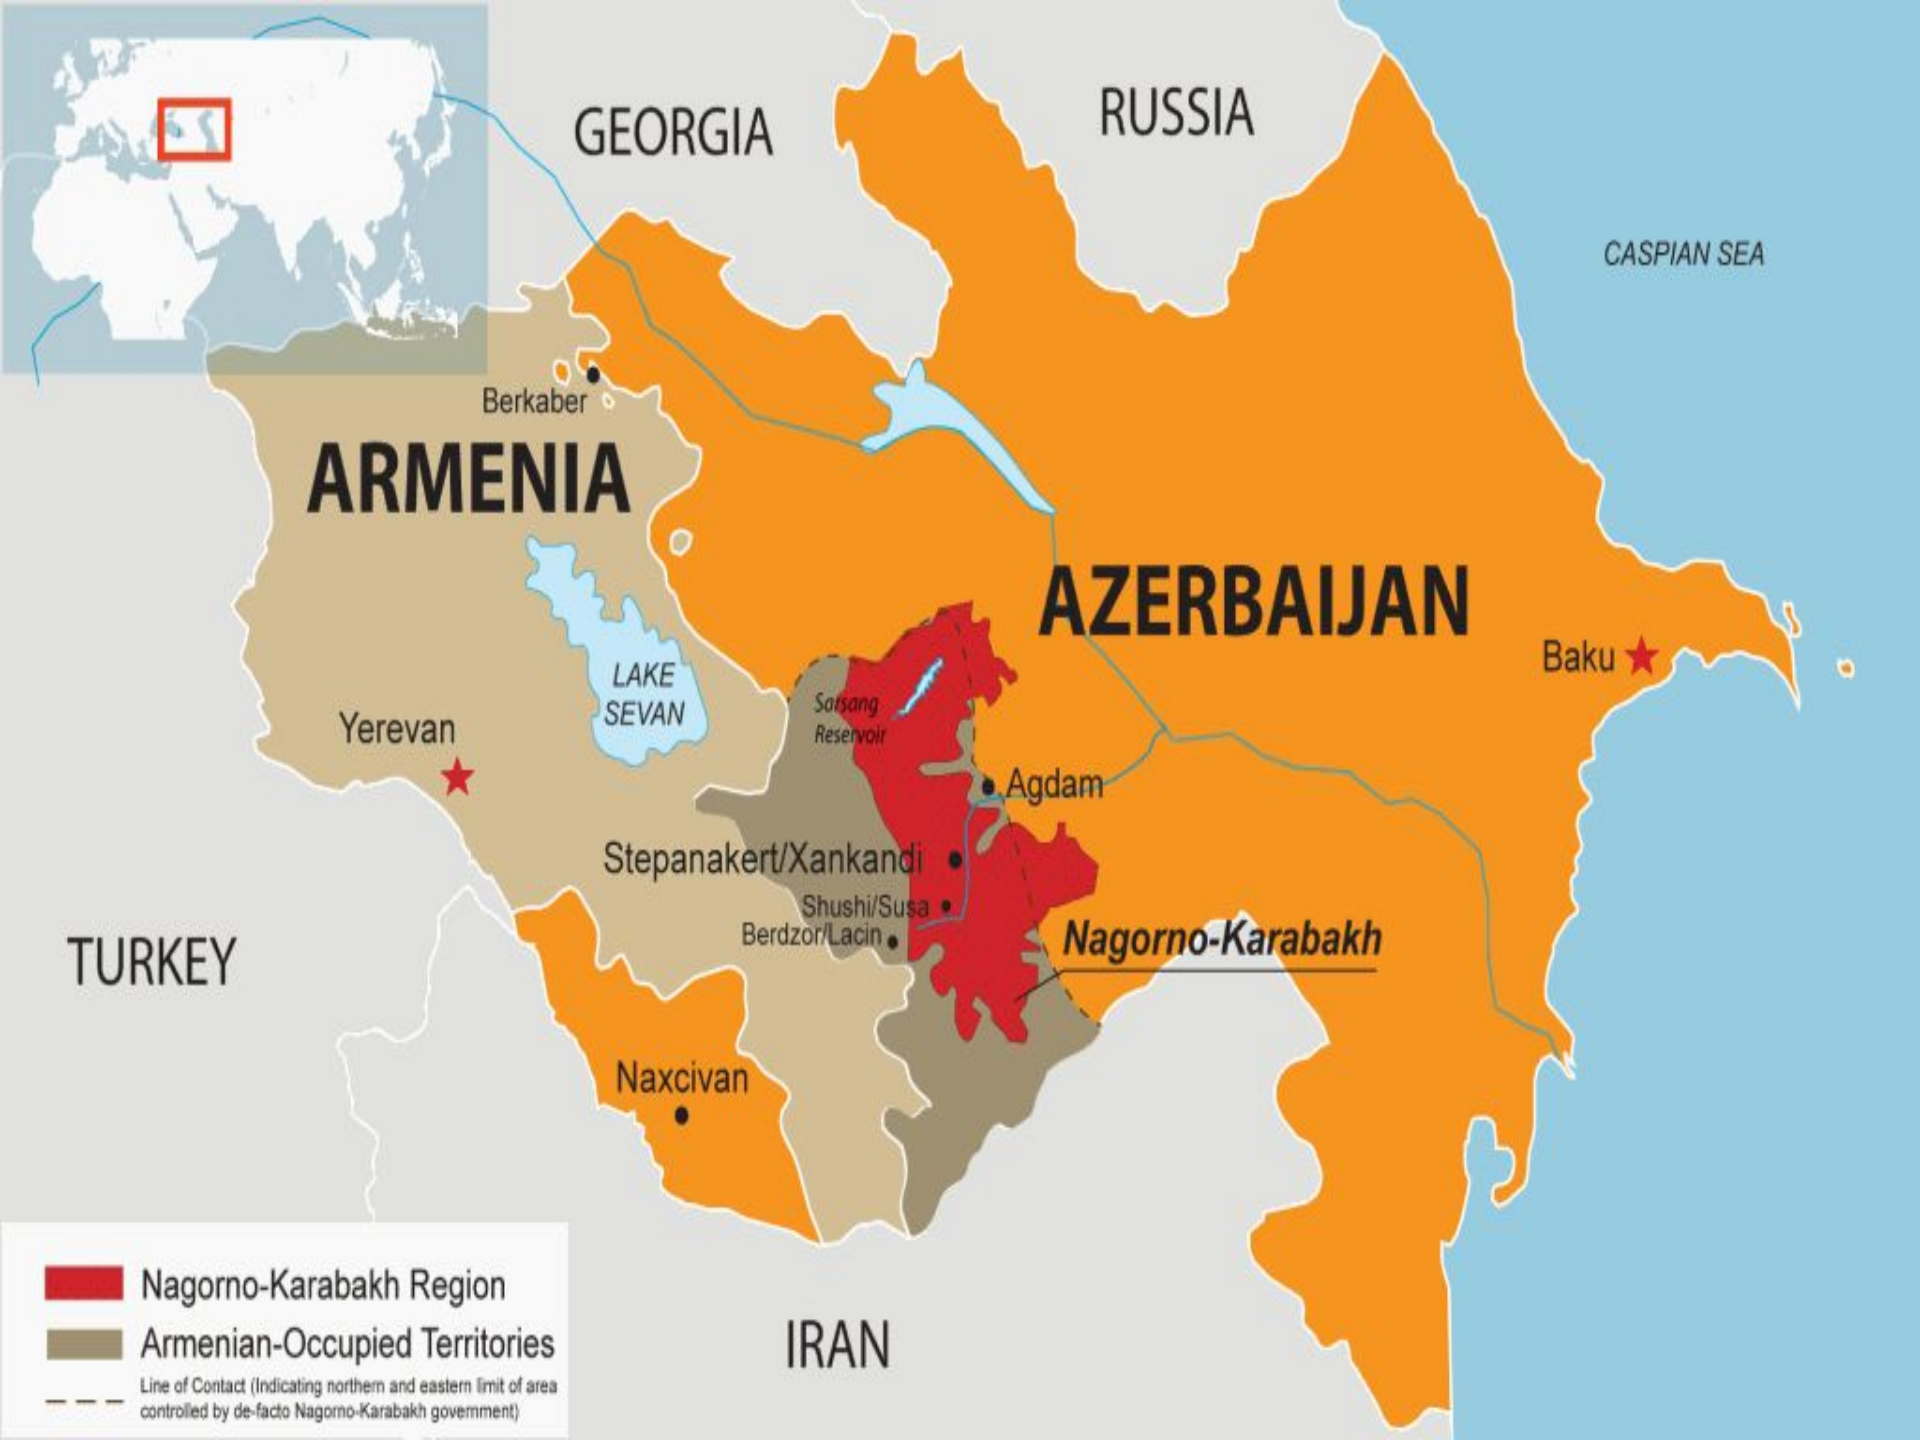 GEORGIA
RUSSIA
CASPIAN SEA
Berkaber
ARMENIA
AZERBAIJAN
Baku
LAKE
SEVAN
Sarsang
Reservoir
Yerevan
Agdam
Stepanakert/Xankandi
Shushi/Susa
Berdzor/Lacin
Nagorno-Karabakh
TURKEY
Naxcivan
IRAN
Nagorno-Karabakh Region
Armenian-Occupied Territories
Line of Contact (Indicating northern and eastern limit of area
controlled by de-facto Nagorno-Karabakh government)